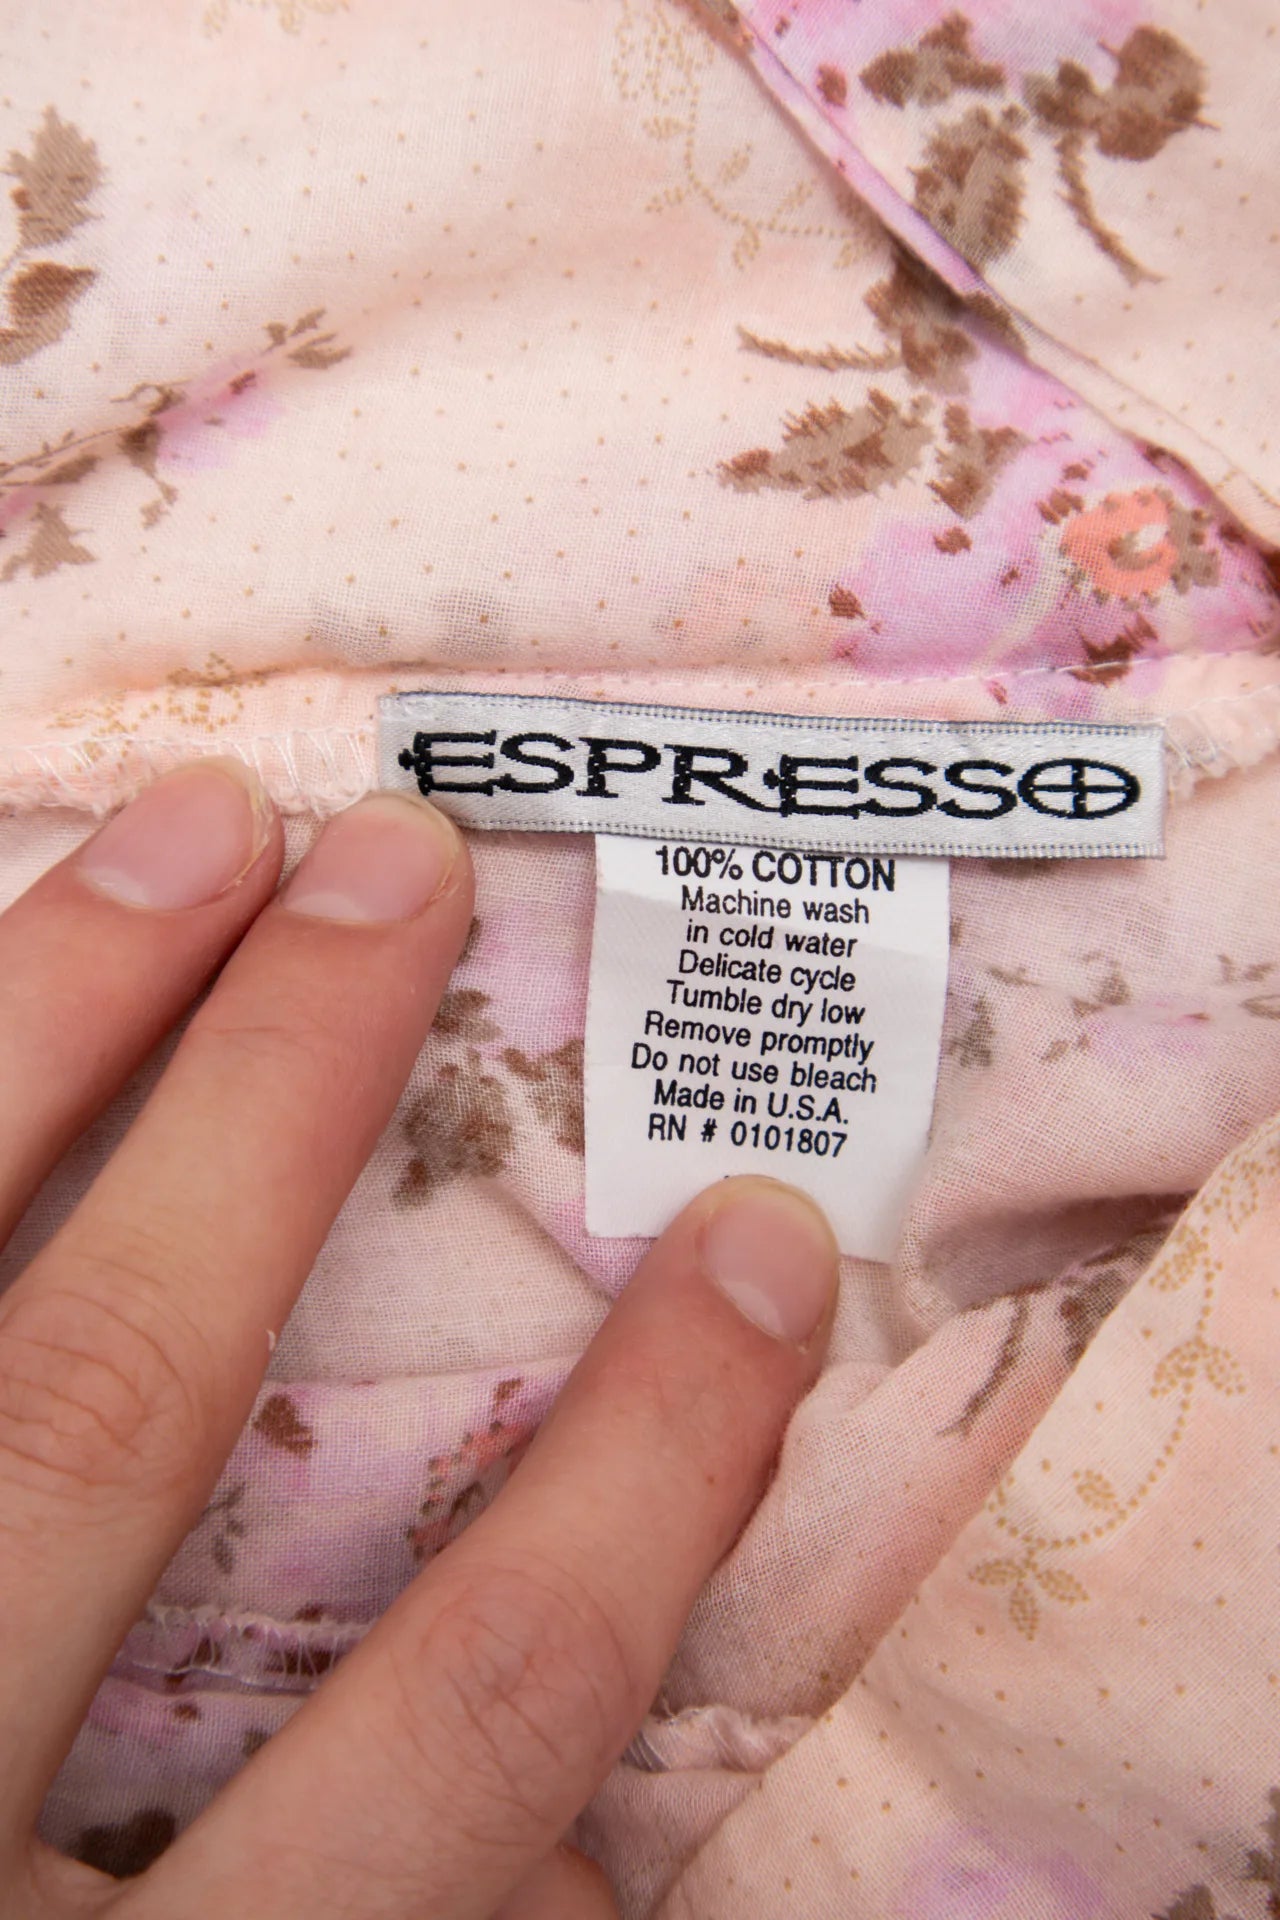 ESPRESSO
100% COTTON
Machine wash
in cold water
Delicate cycle
Tumble dry low
Remove promptly
Do not use bleach
Made in U.S.A.
RN # 0101807